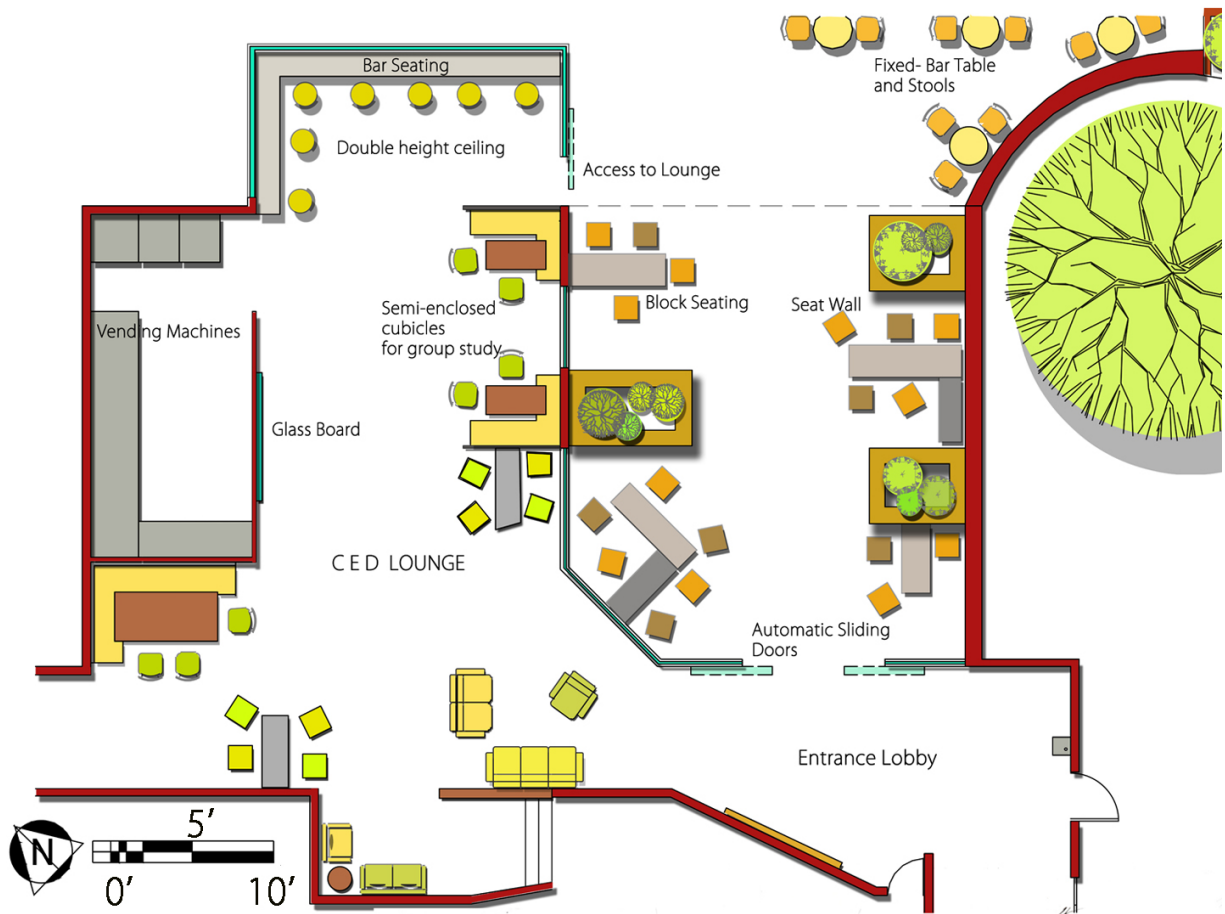 Bar Seating
Fixed- Bar Table
and Stools
Double height ceiling
Access to Lounge
Semi-enclosed
cubicles
for group study
Block Seating
Seat Wall
Vending Machines
Glass Board
CED LOUNGE
Automatic Sliding
Doors
Entrance Lobby
N
5'
0' 10'